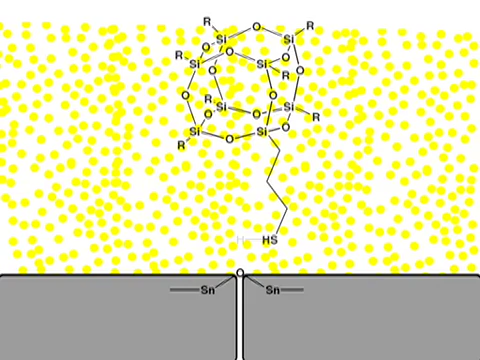 R O R
Si Si
R O O O
Si Si
O R O
R
Si O Si
O R
Si O Si O
R
H HS
O
Sn Sn